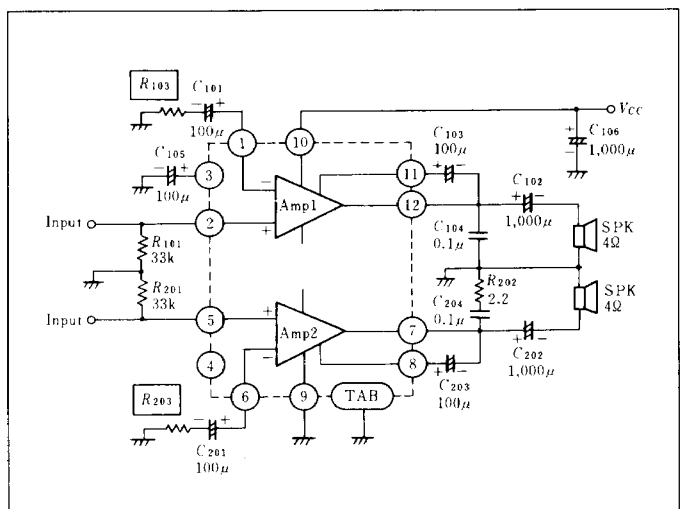 R103
C101
− +
100μ
1
10
VCC
C105
− +
100μ
3
C103
100μ
+ −
11
+
C106
−
1,000μ
−
Amp1
+
12
C102
+ −
1,000μ
Input
2
R101
33k
C104
0.1μ
SPK
4Ω
R201
33k
R202
2.2
C204
0.1μ
SPK
4Ω
Input
5
+
Amp2
−
7
+ −
C202
1,000μ
4
8
+ −
C203
100μ
R203
6
9
TAB
− +
C201
100μ